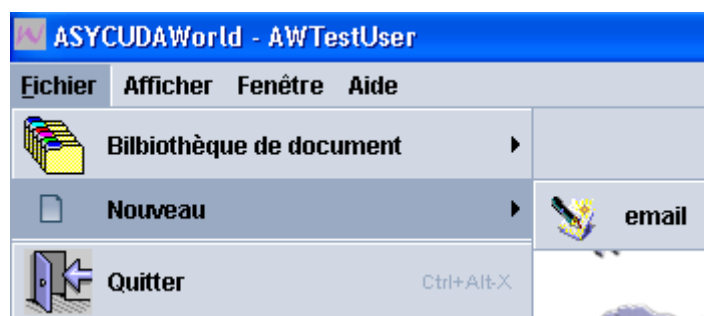 ASYCUDAWorld - AWTestUser
Fichier Afficher Fenêtre Aide
Bilbiothèque de document
Nouveau
email
Quitter Ctrl+Alt-X